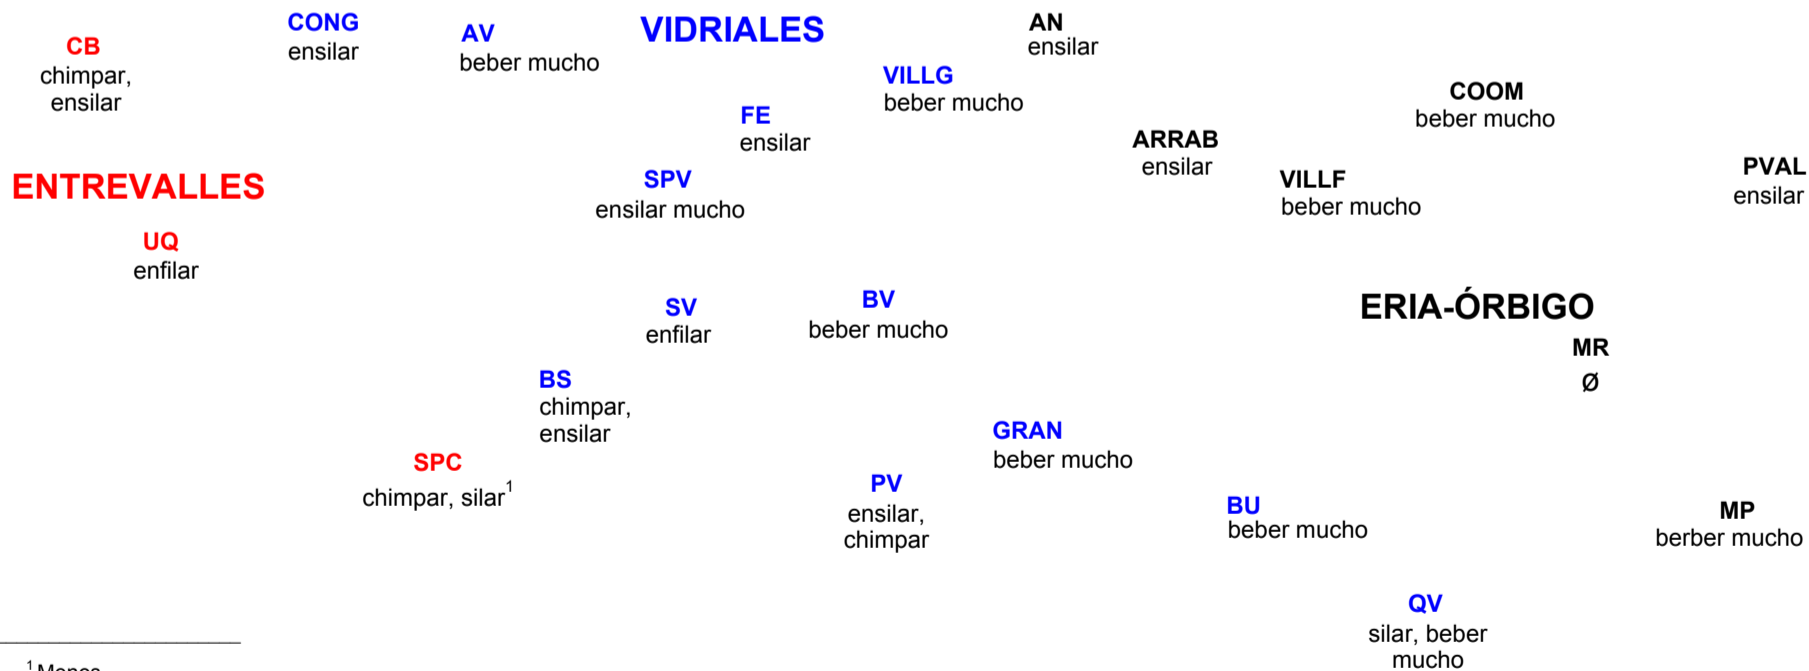 CONG
ensilar
AV
beber mucho
VIDRIALES
AN
ensilar
CB
chimpar,
ensilar
VILLG
beber mucho
COOM
beber mucho
FE
ensilar
ARRAB
ensilar
PVAL
ensilar
ENTREVALLES
SPV
ensilar mucho
VILLF
beber mucho
UQ
enfilar
SV
enfilar
BV
beber mucho
ERIA-ÓRBIGO
MR
Ø
BS
chimpar,
ensilar
GRAN
beber mucho
SPC
chimpar, silar1
PV
ensilar,
chimpar
BU
beber mucho
MP
berber mucho
QV
silar, beber
mucho
1 Menos